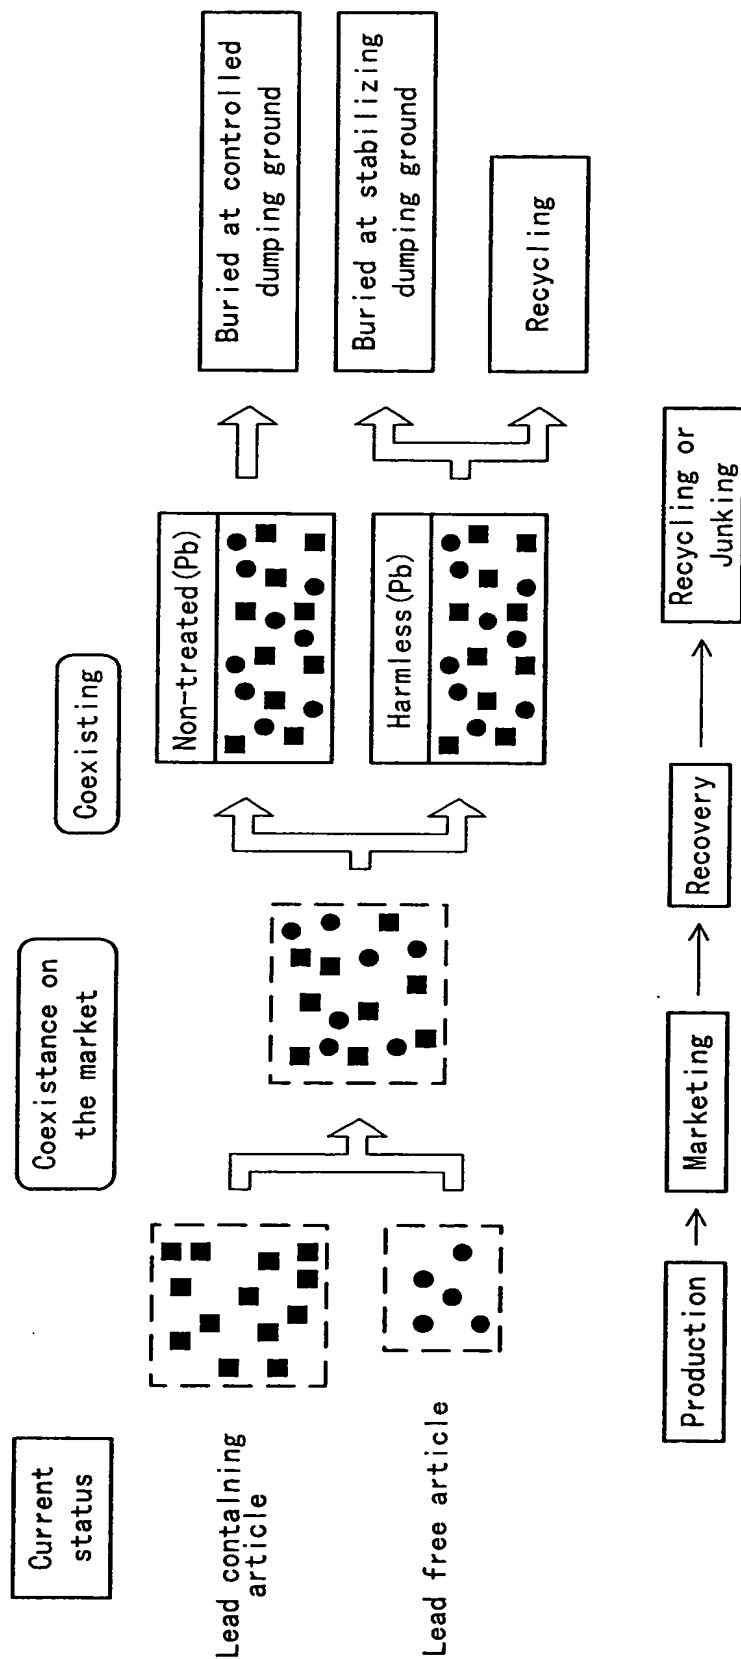 Current
status
Coexistance on
the market
Coexisting
Lead contalning
article
Lead free article
Non-treated(Pb)
Harmless(Pb)
Buried at controlled
dumping ground
Buried at stabilizing
dumping ground
Recycling
Production
Marketing
Recovery
Recycling or
Junking